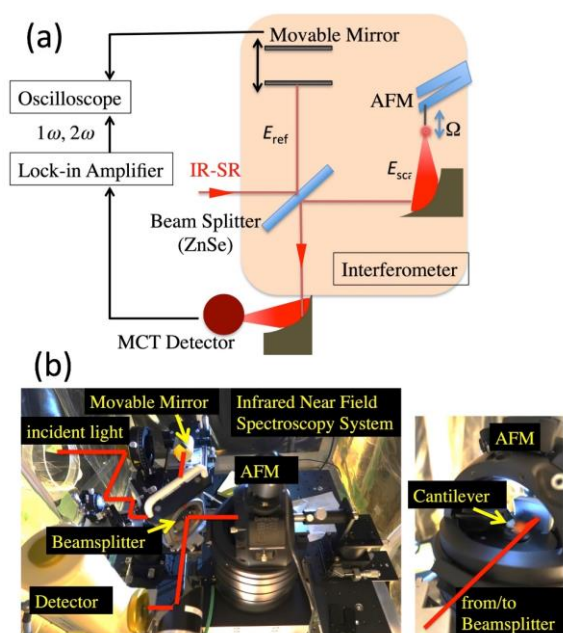 (a)
Movable Mirror
Oscilloscope
AFM
Ω
1ω, 2ω
E_ref
Lock-in Amplifier
IR-SR
E_sca
Beam Splitter
(ZnSe)
Interferometer
MCT Detector
(b)
Movable Mirror
Infrared Near Field
Spectroscopy System
incident light
AFM
Beamsplitter
Detector
AFM
Cantilever
from/to
Beamsplitter